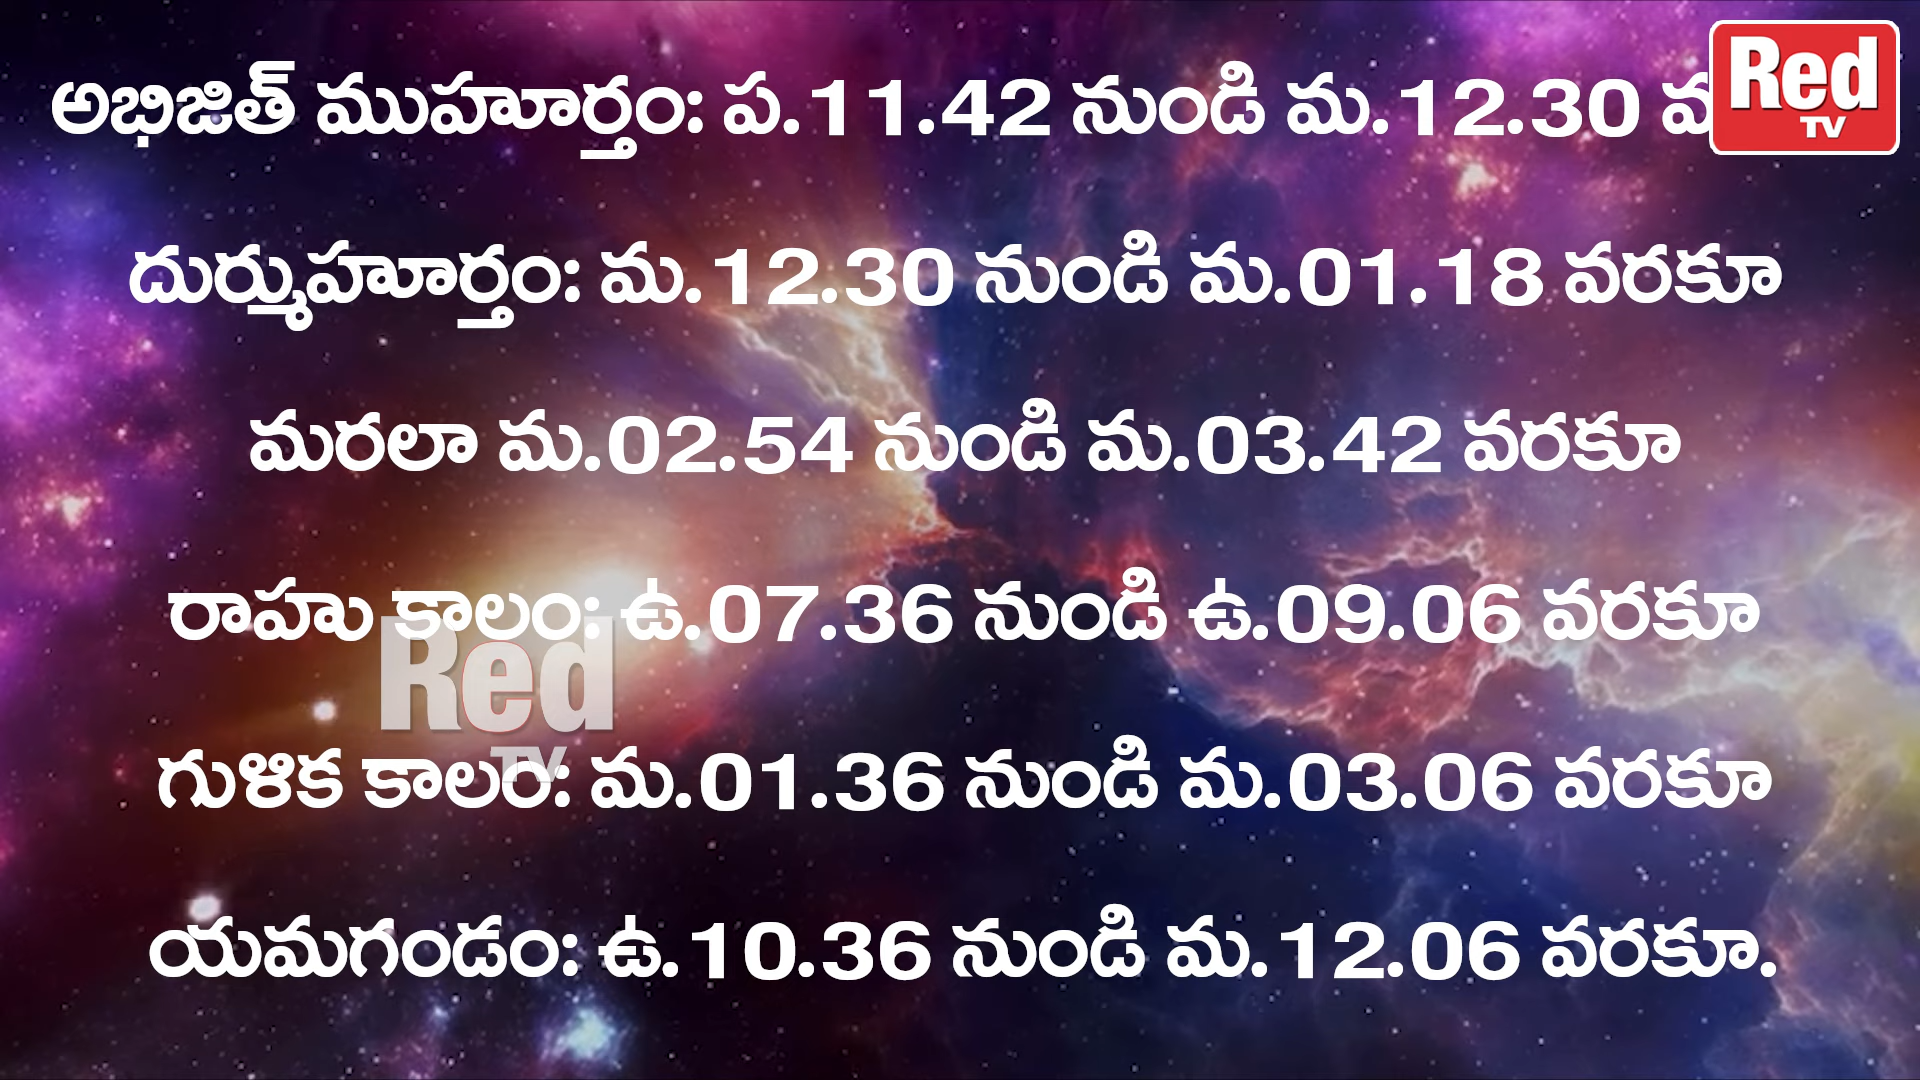 అభిజిత్ ముహూర్తం: ప.11.42 నుండి మ.12.30
Red
TV
దుర్ముహూర్తం: మ.12.30 నుండి మ.01.18 వరకూ
మరలా మ.02.54 నుండి మ.03.42 వరకూ
రాహు కాలం: ఉ.07.36 నుండి ఉ.09.06 వరకూ
Red
TV
గుళిక కాలం: మ.01.36 నుండి మ.03.06 వరకూ
యమగండం: ఉ.10.36 నుండి మ.12.06 వరకూ.